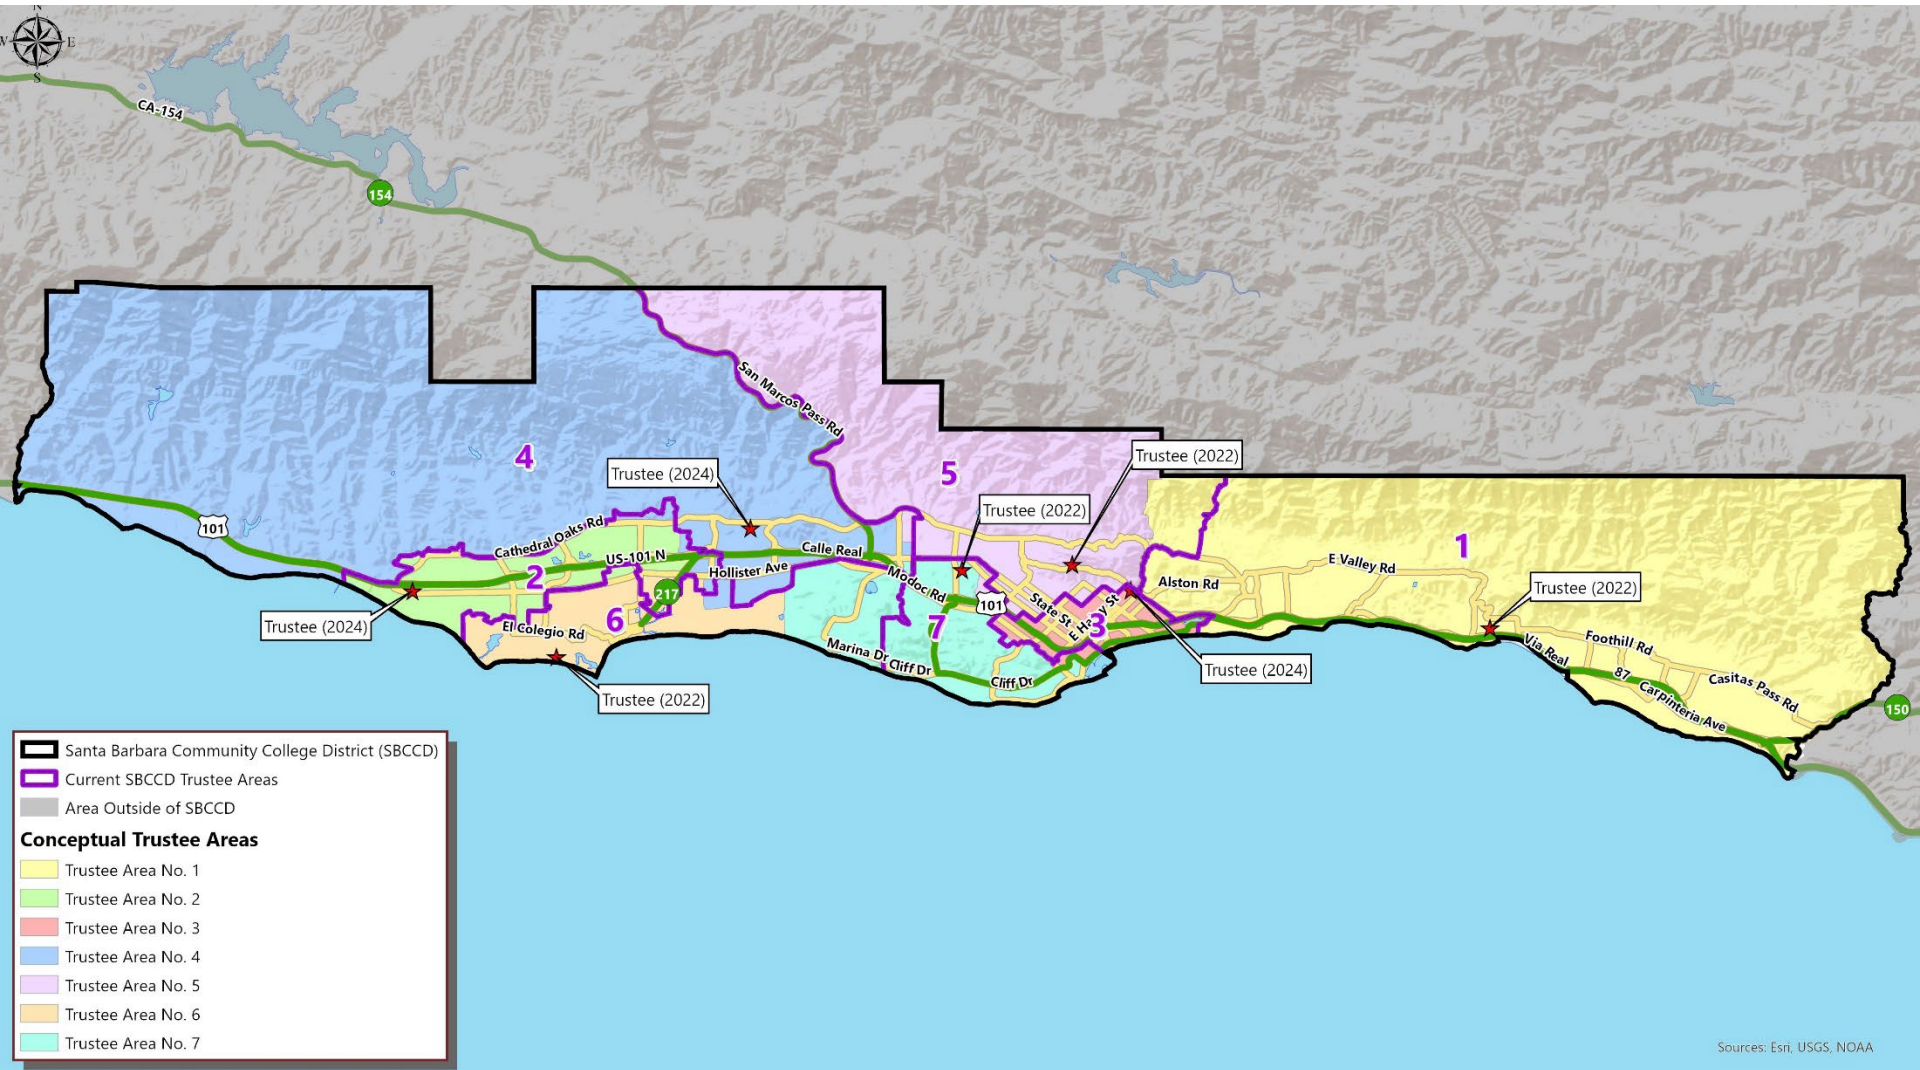 N
W
E
S
CA-154
154
San Marcos Pass Rd
4
5
Trustee (2022)
Trustee (2024)
Trustee (2022)
101
Cathedral Oaks Rd
US-101 N
Calle Real
1
E Valley Rd
2
Hollister Ave
Modoc Rd
Alston Rd
217
101
State St
Trustee (2022)
Trustee (2024)
El Colegio Rd
6
7
3
Marina Dr
Cliff Dr
Cliff Dr
Trustee (2024)
Foothill Rd
Via Real
87
Carpinteria Ave
Casitas Pass Rd
150
Trustee (2022)
Santa Barbara Community College District (SBCCD)
Current SBCCD Trustee Areas
Area Outside of SBCCD
Conceptual Trustee Areas
Trustee Area No. 1
Trustee Area No. 2
Trustee Area No. 3
Trustee Area No. 4
Trustee Area No. 5
Trustee Area No. 6
Trustee Area No. 7
Sources: Esri, USGS, NOAA